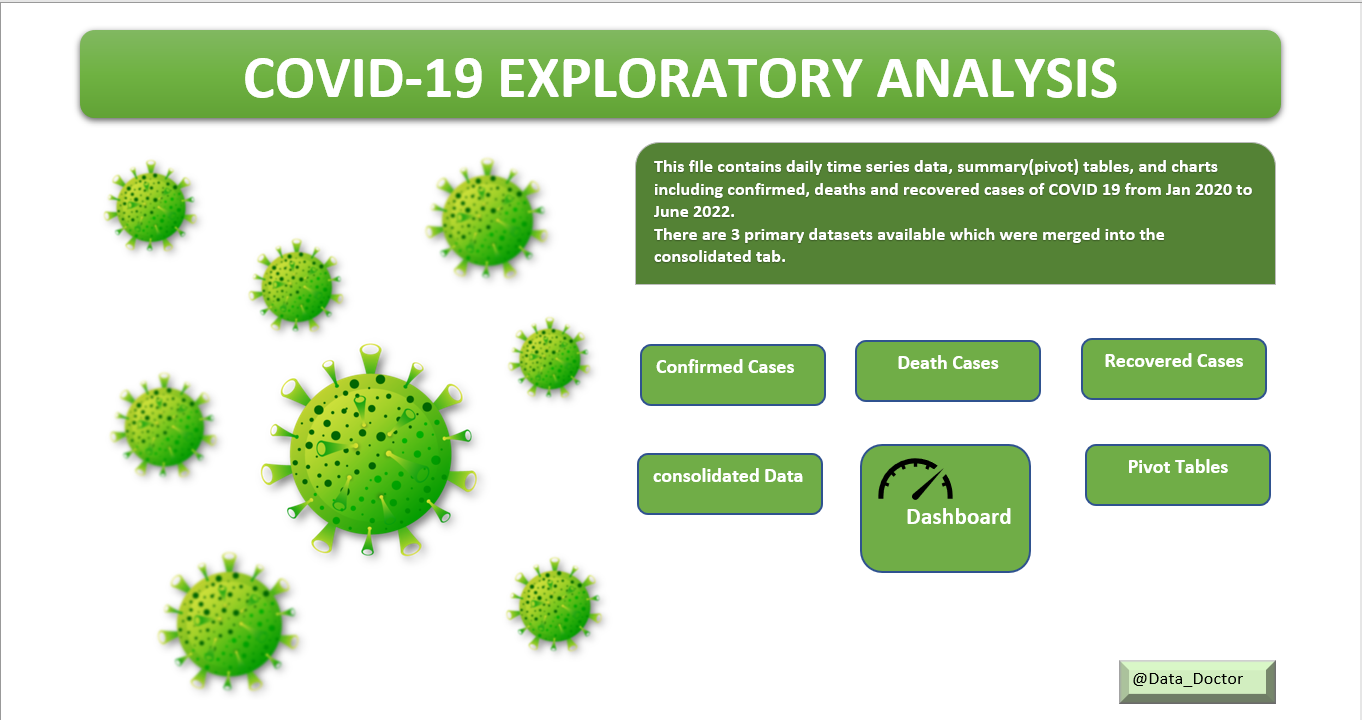 COVID-19 EXPLORATORY ANALYSIS
This file contains daily time series data, summary(pivot) tables, and charts
including confirmed, deaths and recovered cases of COVID 19 from Jan 2020 to
June 2022.
There are 3 primary datasets available which were merged into the
consolidated tab.
Confirmed Cases
Death Cases
Recovered Cases
consolidated Data
Dashboard
Pivot Tables
@Data_Doctor